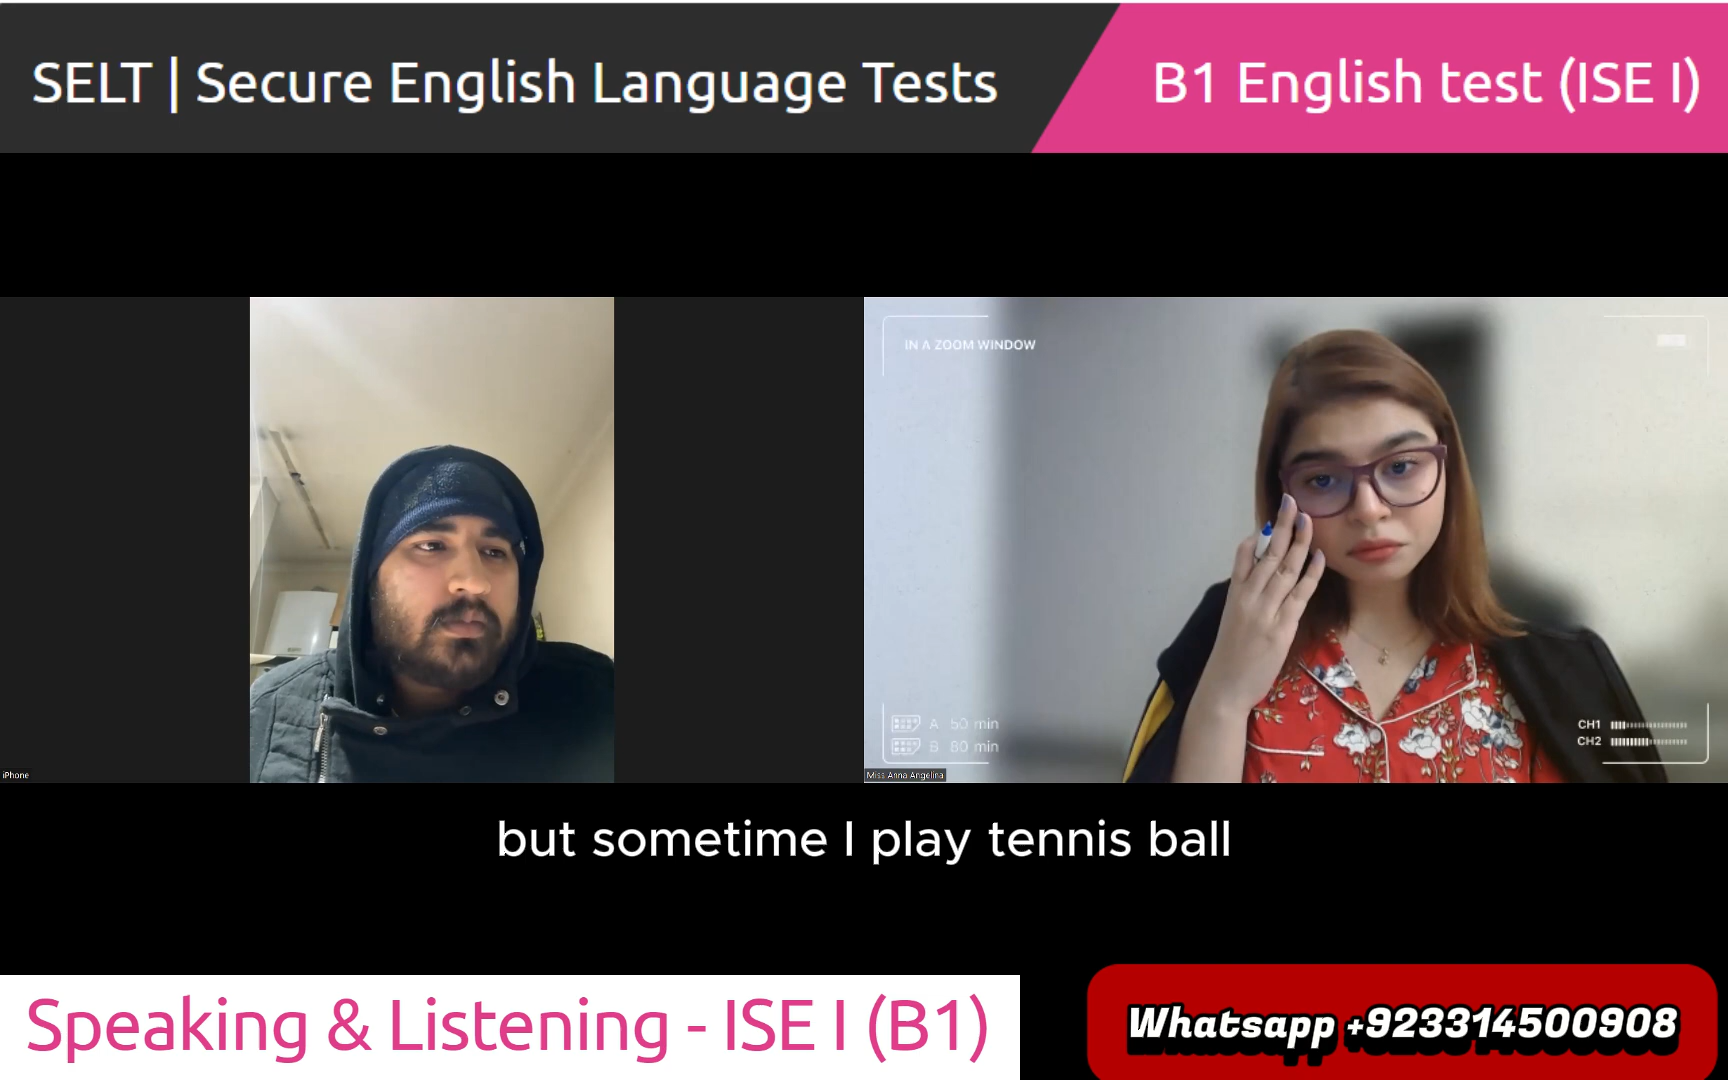 SELT | Secure English Language Tests
B1 English test (ISE I)
IN A ZOOM WINDOW
A 50 min
B 80 min
CH1
CH2
iPhone
Miss Anna Angelina
but sometime I play tennis ball
Speaking & Listening - ISE I (B1)
Whatsapp +923314500908